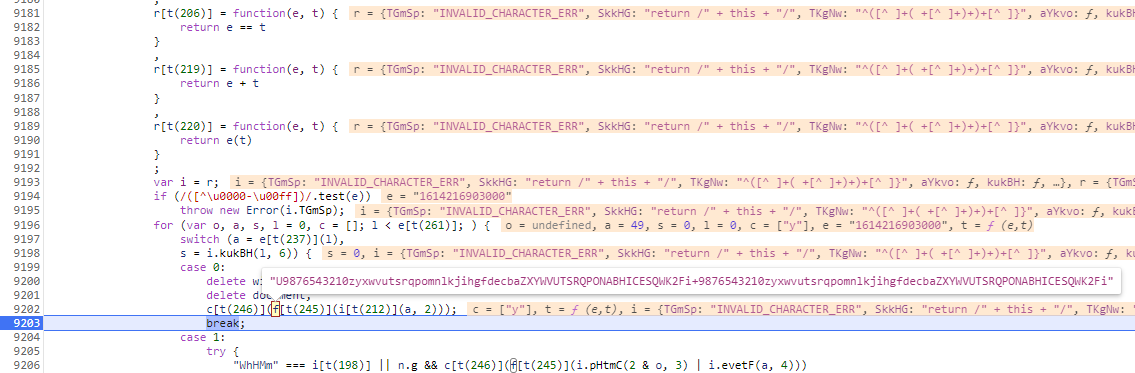 9181 r[t(206)] = function(e, t) { r = {TGmSp: "INVALID_CHARACTER_ERR", SkkHG: "return /" + this + "/", TKgNw: "^([^ ]+( +[^ ]+)+)+[^ ]}", aYkvo: ƒ, kukBH
9182 return e == t
9183 }
9184 ,
9185 r[t(219)] = function(e, t) { r = {TGmSp: "INVALID_CHARACTER_ERR", SkkHG: "return /" + this + "/", TKgNw: "^([^ ]+( +[^ ]+)+)+[^ ]}", aYkvo: ƒ, kukBH
9186 return e + t
9187 }
9188 ,
9189 r[t(220)] = function(e, t) { r = {TGmSp: "INVALID_CHARACTER_ERR", SkkHG: "return /" + this + "/", TKgNw: "^([^ ]+( +[^ ]+)+)+[^ ]}", aYkvo: ƒ, kukBH
9190 return e(t)
9191 }
9192 ;
9193 var i = r; i = {TGmSp: "INVALID_CHARACTER_ERR", SkkHG: "return /" + this + "/", TKgNw: "^([^ ]+( +[^ ]+)+)+[^ ]}", aYkvo: ƒ, kukBH: ƒ, …}, r = {TGmS
9194 if (/([^\u0000-\u00ff])/.test(e)) e = "1614216903000"
9195 throw new Error(i.TGmSp); i = {TGmSp: "INVALID_CHARACTER_ERR", SkkHG: "return /" + this + "/", TKgNw: "^([^ ]+( +[^ ]+)+)+[^ ]}", aYkvo: ƒ, kukBH
9196 for (var o, a, s, l = 0, c = []; l < e[t(261)]; ) { o = undefined, a = 49, s = 0, l = 0, c = ["y"], e = "1614216903000", t = ƒ (e,t)
9197 switch (a = e[t(237)](l),
9198 s = i.kukBH(l, 6)) { s = 0, i = {TGmSp: "INVALID_CHARACTER_ERR", SkkHG: "return /" + this + "/", TKgNw: "^([^ ]+( +[^ ]+)+)+[^ ]}", aYkvo
9199 case 0:
9200 delete wi
"U9876543210zyxwvutsrqpomnlkjihgfdecbaZXYWVUTSRQPONABHICESQWK2Fi+9876543210zyxwvutsrqpomnlkjihgfdecbaZXYWVUTSRQPONABHICESQWK2Fi"
9201 delete document,
9202 c[t(246)](f[t(245)](i[t(212)](a, 2))); c = ["y"], t = ƒ (e,t), i = {TGmSp: "INVALID_CHARACTER_ERR", SkkHG: "return /" + this + "/", T
9203 break;
9204 case 1:
9205 try {
9206 "WhHMm" === i[t(198)] || n.g && c[t(246)](f[t(245)](i.pHtmC(2 & o, 3) | i.evetF(a, 4)))